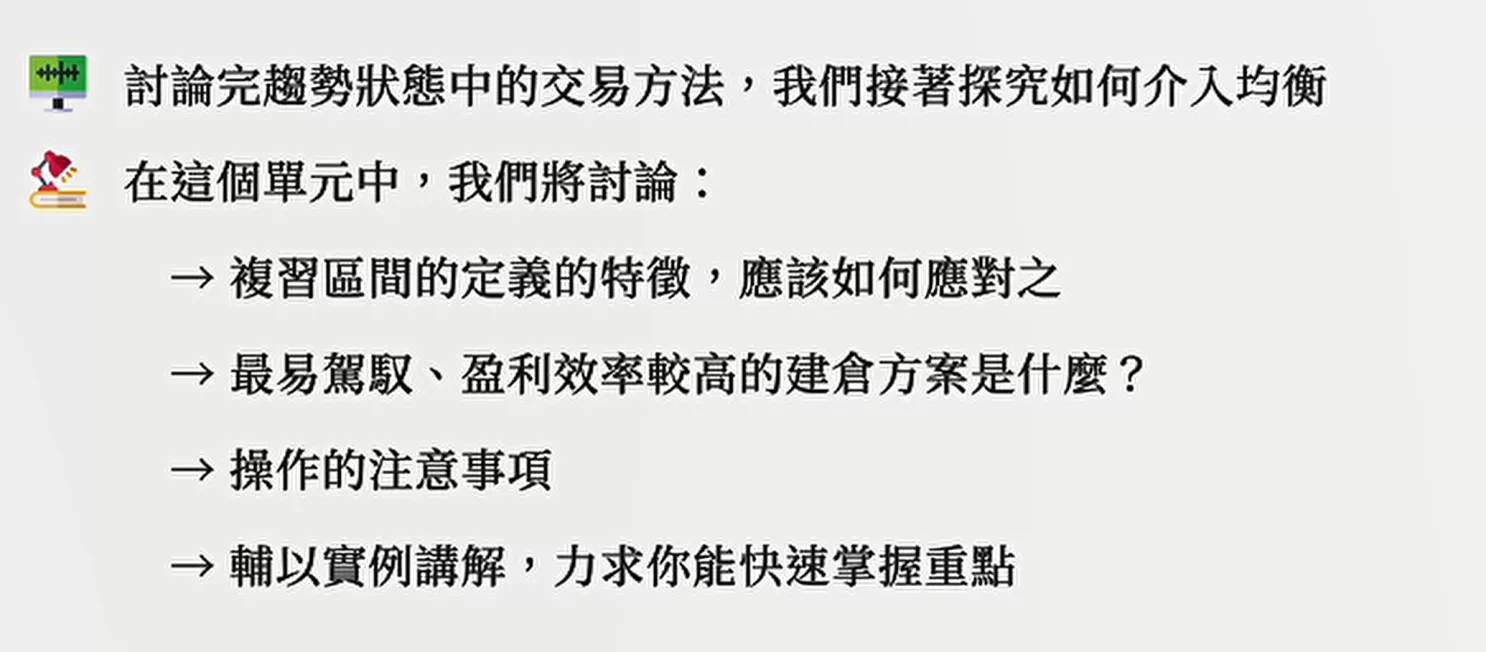 討論完趨勢狀態中的交易方法，我們接著探究如何介入均衡
在這個單元中，我們將討論：
→ 複習區間的定義的特徵，應該如何應對之
→ 最易駕馭、盈利效率較高的建倉方案是什麼？
→ 操作的注意事項
→ 輔以實例講解，力求你能快速掌握重點